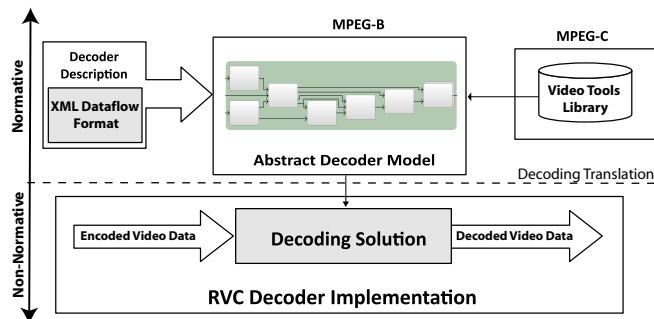 MPEG-B
MPEG-C
Normative
Decoder
Description
XML Dataflow
Format
Abstract Decoder Model
Video Tools
Library
Decoding Translation
Non-Normative
Encoded Video Data
Decoding Solution
Decoded Video Data
RVC Decoder Implementation